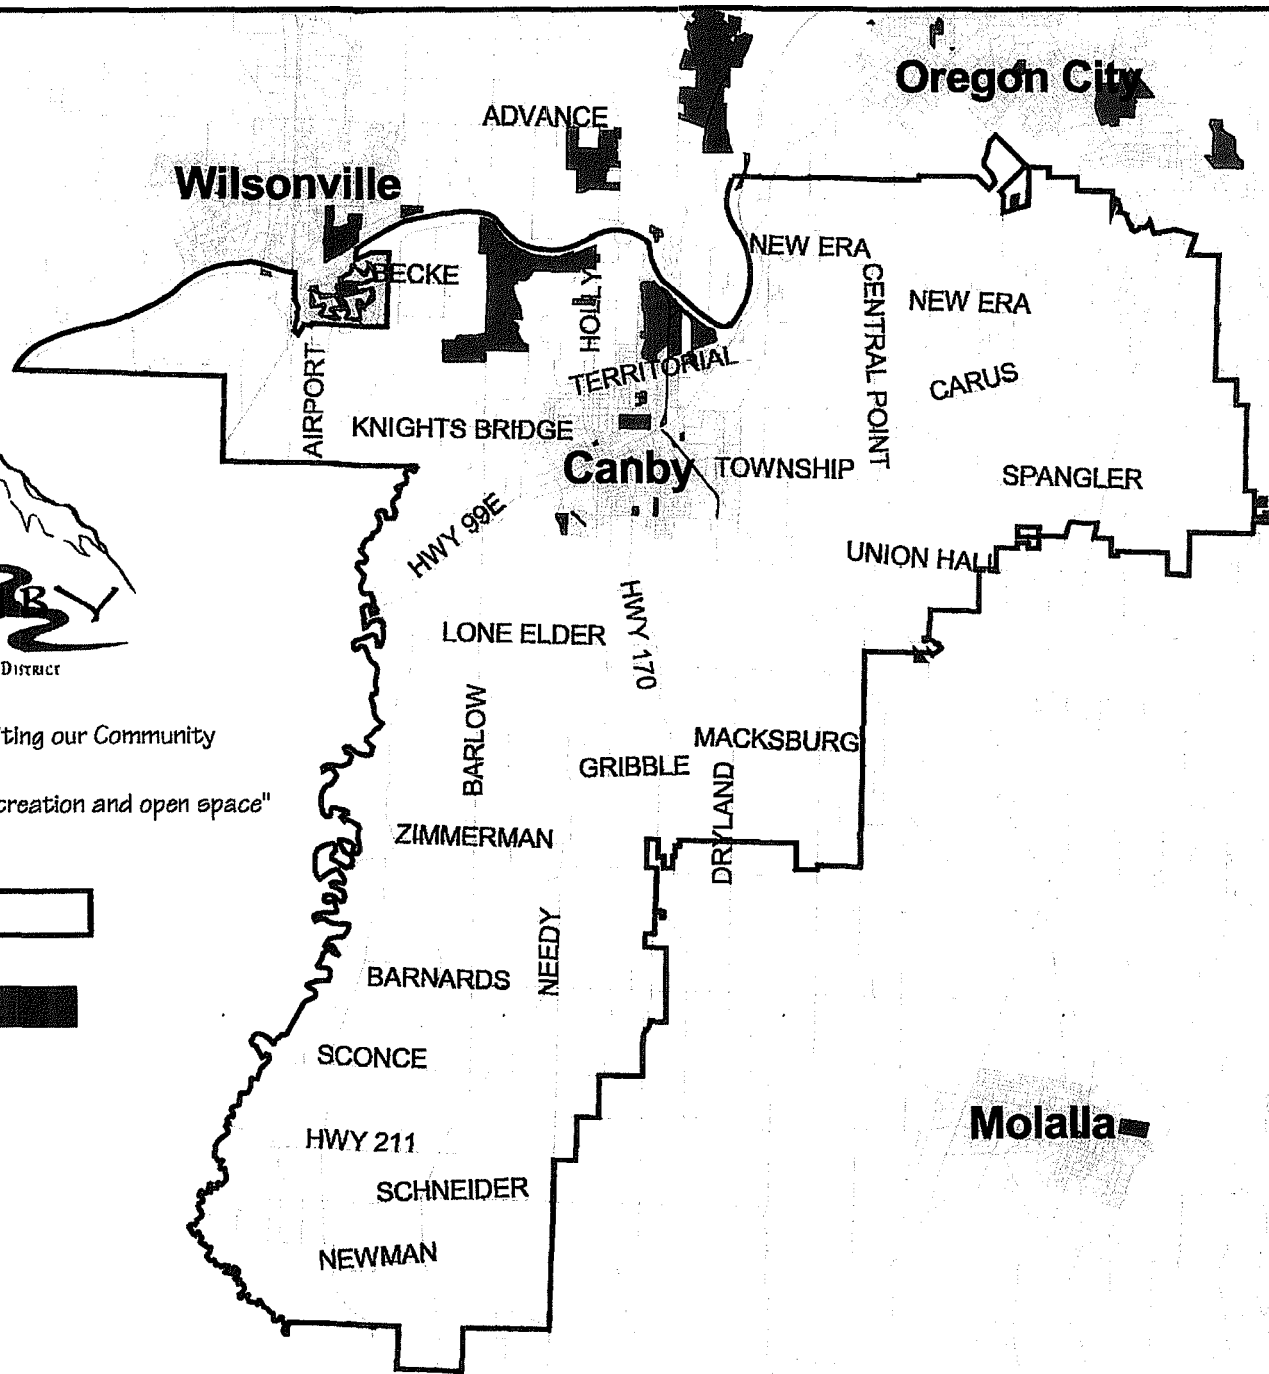 Oregon City
ADVANCE
Wilsonville
NEW ERA
BECKE
HOLLY
CENTRAL POINT
NEW ERA
TERRITORIAL
CARUS
AIRPORT
KNIGHTS BRIDGE
Canby
TOWNSHIP
SPANGLER
HWY 99E
UNION HALL
B Y
HWY 170
LONE ELDER
DISTRICT
BARLOW
ting our Community
MACKSBURG
GRIBBLE
DRYLAND
creation and open space"
ZIMMERMAN
NEEDY
BARNARDS
SCONCE
HWY 211
Molalla
SCHNEIDER
NEWMAN